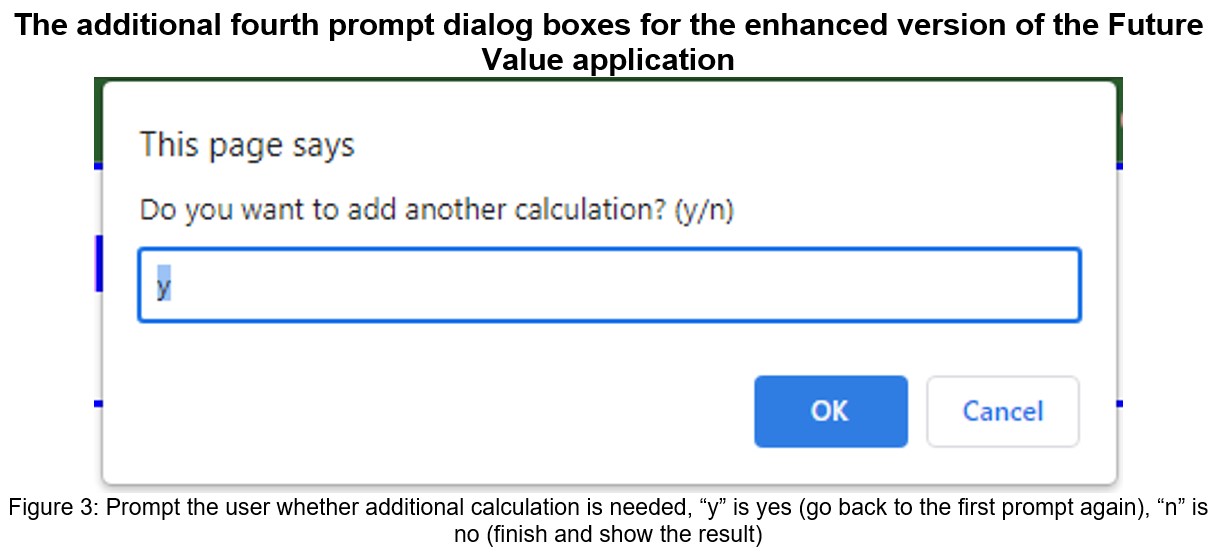 The additional fourth prompt dialog boxes for the enhanced version of the Future
Value application
This page says
Do you want to add another calculation? (y/n)
y
OK
Cancel
Figure 3: Prompt the user whether additional calculation is needed, “y” is yes (go back to the first prompt again), “n” is
no (finish and show the result)